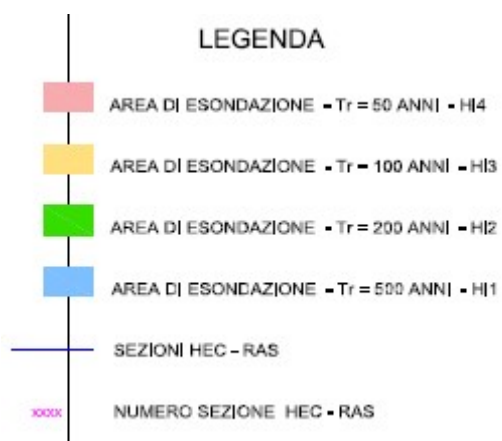 LEGENDA
AREA DI ESONDAZIONE - Tr = 50 ANNI - HI4
AREA DI ESONDAZIONE - Tr = 100 ANNI - HI3
AREA DI ESONDAZIONE - Tr = 200 ANNI - HI2
AREA DI ESONDAZIONE - Tr = 500 ANNI - HI1
SEZIONI HEC - RAS
xxxx NUMERO SEZIONE HEC - RAS